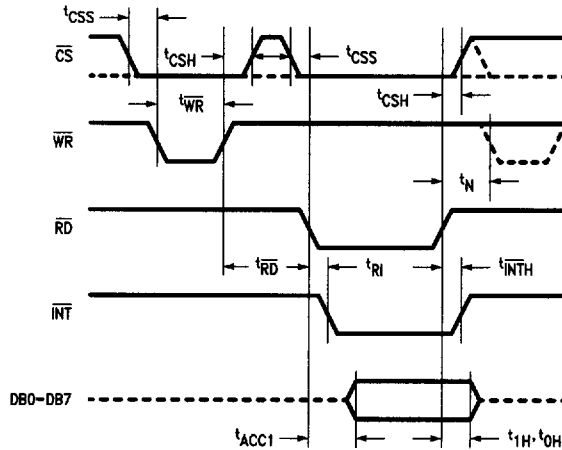 tCSS
CS
tCSH
tCSS
tWR
tCSH
WR
tN
RD
tRD
tRI
tINTH
INT
DB0-DB7
tACC1
t1H, t0H